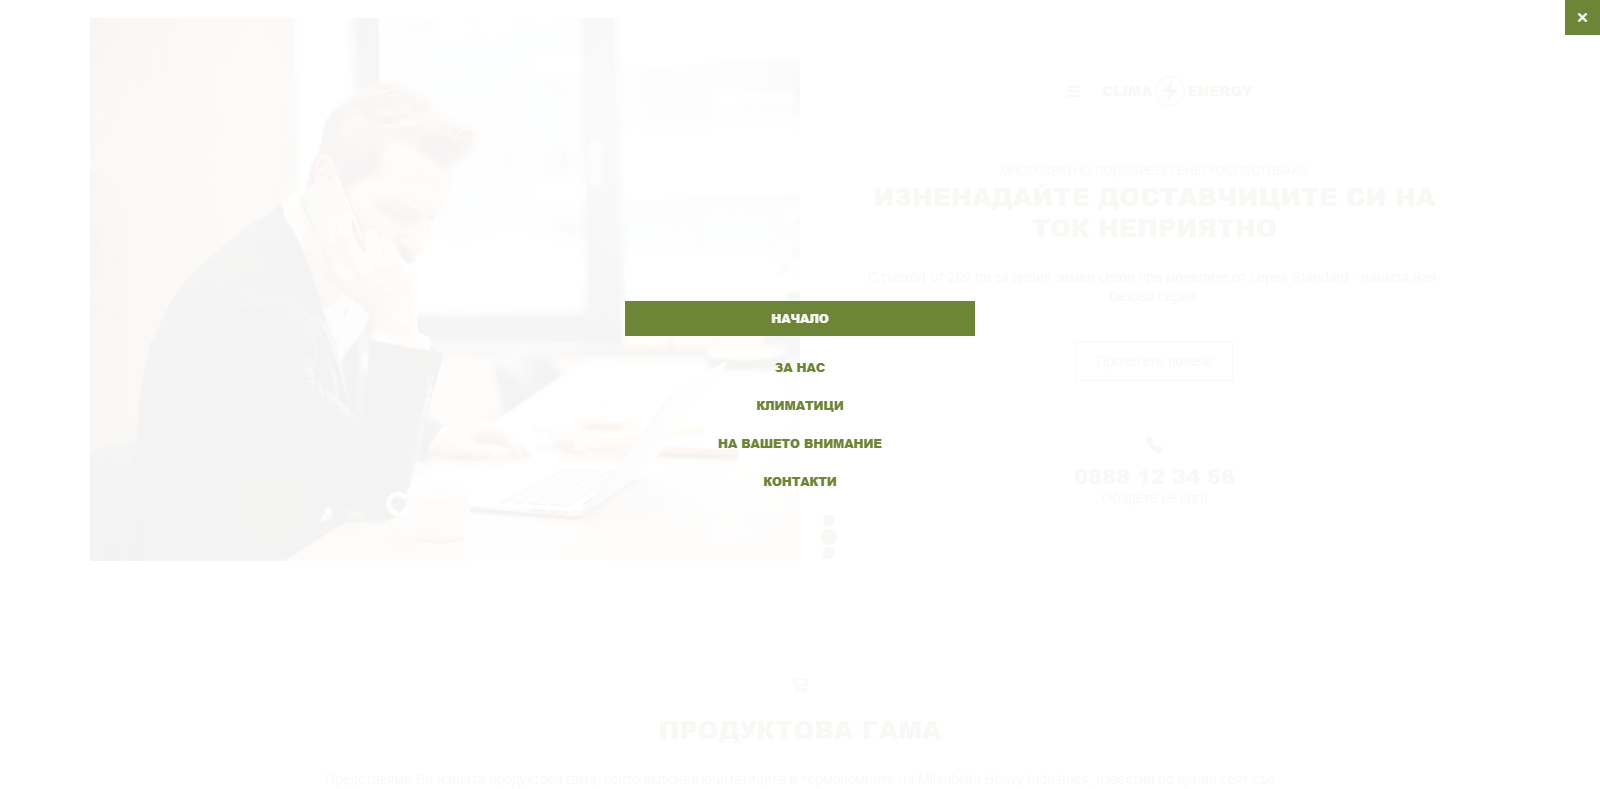 CLIMA ENERGY
МНОГОКРАТНО ПОДОБРЕНО ЕНЕРГОСПЕСТЯВАНЕ
ИЗНЕНАДАЙТЕ ДОСТАВЧИЦИТЕ СИ НА
ТОК НЕПРИЯТНО
С разход от 209 лв за целия зимен сезон при моделите от серия Standard - нашата най-
базова серия.
Прочетете повече
0888 12 34 56
Обадете се сега
НАЧАЛО
ЗА НАС
КЛИМАТИЦИ
НА ВАШЕТО ВНИМАНИЕ
КОНТАКТИ
ПРОДУКТОВА ГАМА
Представяме Ви нашата продуктова гама, която включва климатиците и термопомпите на Mitsubishi Heavy Industries, известни по целия свят със